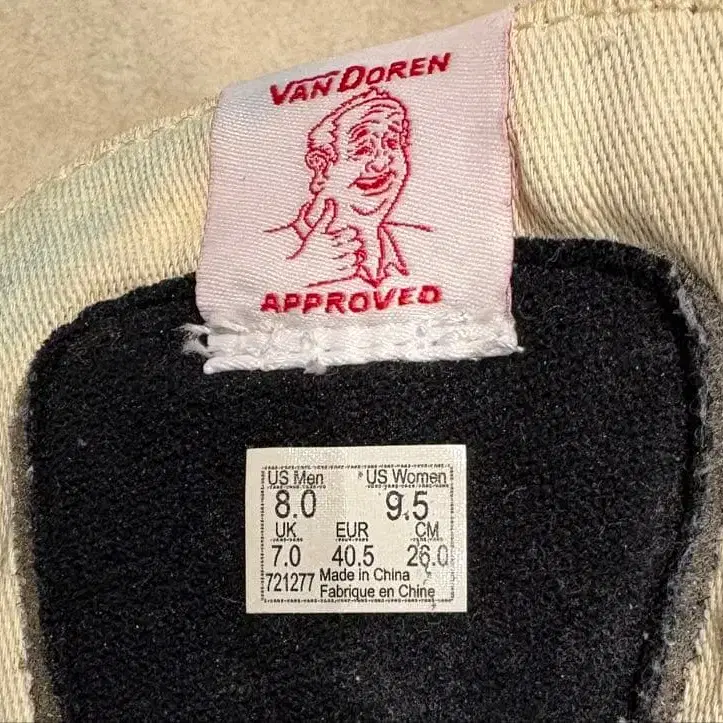 VAN DOREN
APPROVED
US Men US Women
8.0 9.5
UK EUR CM
7.0 40.5 26.0
721277 Made in China
Fabrique en Chine